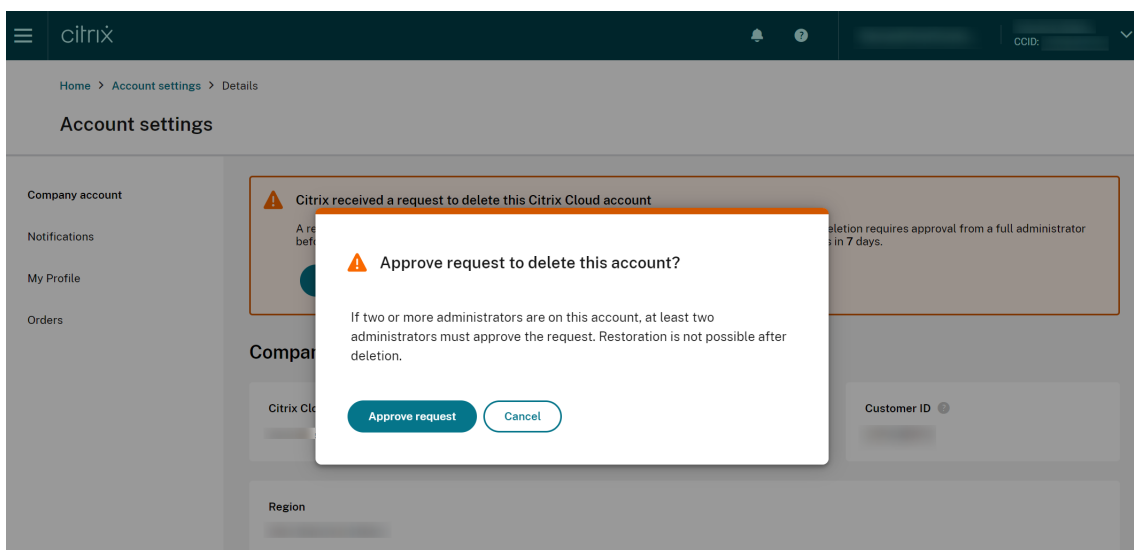 citrix
CCID:
Home > Account settings > Details
Account settings
Company account
Notifications
My Profile
Orders
Citrix received a request to delete this Citrix Cloud account
A re
eletion requires approval from a full administrator
befo
s in 7 days.
Approve request to delete this account?
If two or more administrators are on this account, at least two
administrators must approve the request. Restoration is not possible after
deletion.
Approve request
Cancel
Compan
Citrix Clo
Customer ID
Region